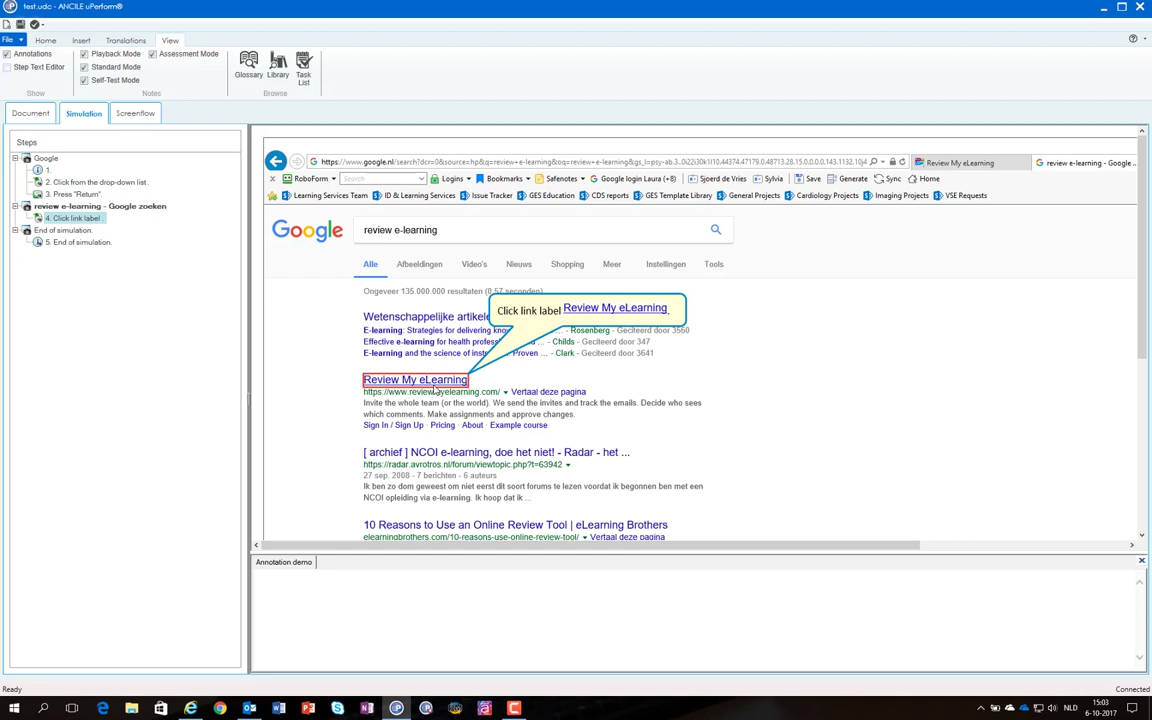 test.udc - ANCILE uPerform®
File Home Insert Translations View
Annotations Playback Mode Assessment Mode
Step Text Editor Standard Mode
Self-Test Mode
Glossary Library Task List
Show Notes Browse
Document Simulation Screenflow
Steps
Google
1.
2. Click from the drop-down list .
3. Press "Return".
review e-learning - Google zoeken
4. Click link label .
End of simulation.
5. End of simulation.
Review My eLearning
review e-learning - Google ...
RoboForm Search Logins Bookmarks Safenotes Google login Laura (+8) Sjoerd de Vries Sylvia Save Generate Sync Home
Learning Services Team ID & Learning Services Issue Tracker GES Education CDS reports GES Template Library General Projects Cardiology Projects Imaging Projects VSE Requests
Google
review e-learning
Alle Afbeeldingen Video's Nieuws Shopping Meer Instellingen Tools
Ongeveer 135.000.000 resultaten (0,57 seconden)
Click link label Review My eLearning.
Wetenschappelijke artikele
E-learning: Strategies for delivering ... - Rosenberg - Geciteerd door 3560
Effective e-learning for health ... - Childs - Geciteerd door 347
E-learning and the science of ... Proven ... - Clark - Geciteerd door 3641
Review My eLearning
https://www.reviewmyelearning.com/ Vertaal deze pagina
Invite the whole team (or the world). We send the invites and track the emails. Decide who sees
which comments. Make assignments and approve changes.
Sign In / Sign Up · Pricing · About · Example course
[ archief ] NCOI e-learning, doe het niet! - Radar - het ...
https://radar.avrotros.nl/forum/viewtopic.php?t=63942
27 sep. 2008 - 7 berichten - 6 auteurs
Ik ben zo dom geweest om niet eerst dit soort forums te lezen voordat ik begonnen ben met een
NCOI opleiding via e-learning. Ik hoop dat ik ...
10 Reasons to Use an Online Review Tool | eLearning Brothers
elearningbrothers.com/10-reasons-use-online-review-tool/ Vertaal deze pagina
Annotation demo
Ready
Connected
NLD
15:03
6-10-2017